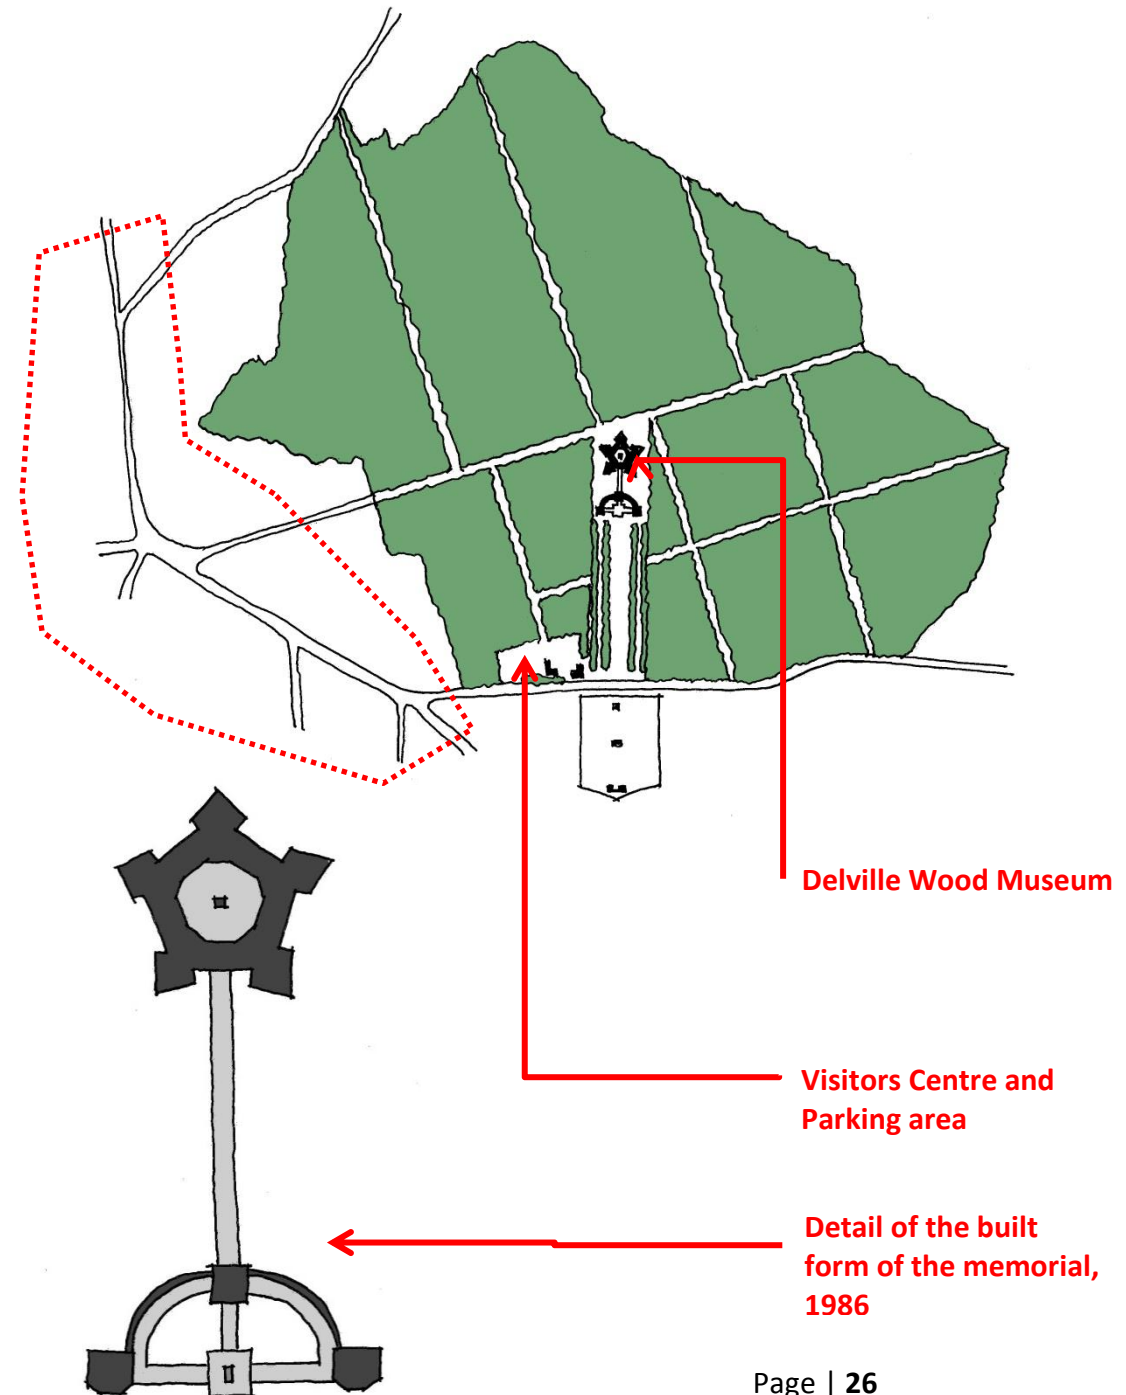 Delville Wood Museum
Visitors Centre and
Parking area
Detail of the built
form of the memorial,
1986
Page | 26